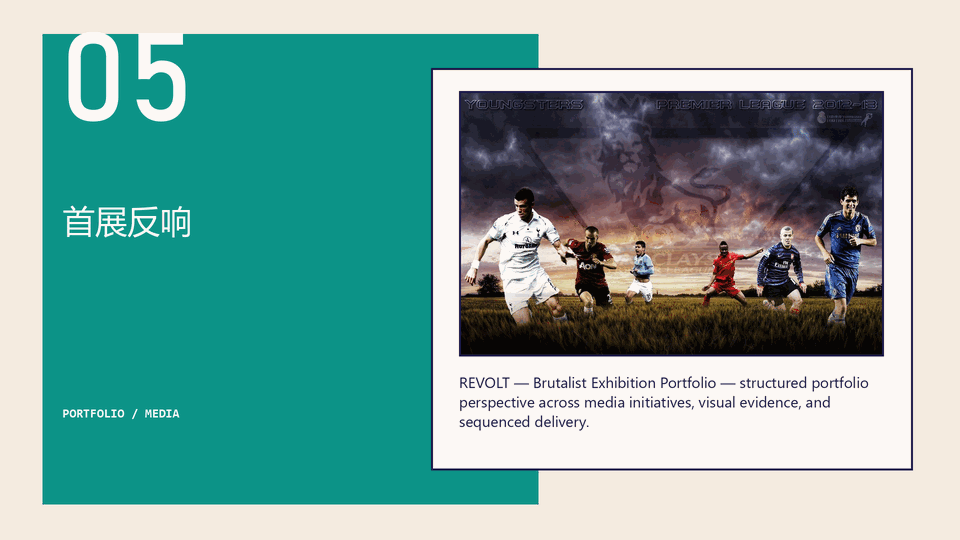 05
首展反响
PORTFOLIO / MEDIA
YOUNGSTERS
PREMIER LEAGUE 2012-13
AON
REVOLT — Brutalist Exhibition Portfolio — structured portfolio
perspective across media initiatives, visual evidence, and
sequenced delivery.